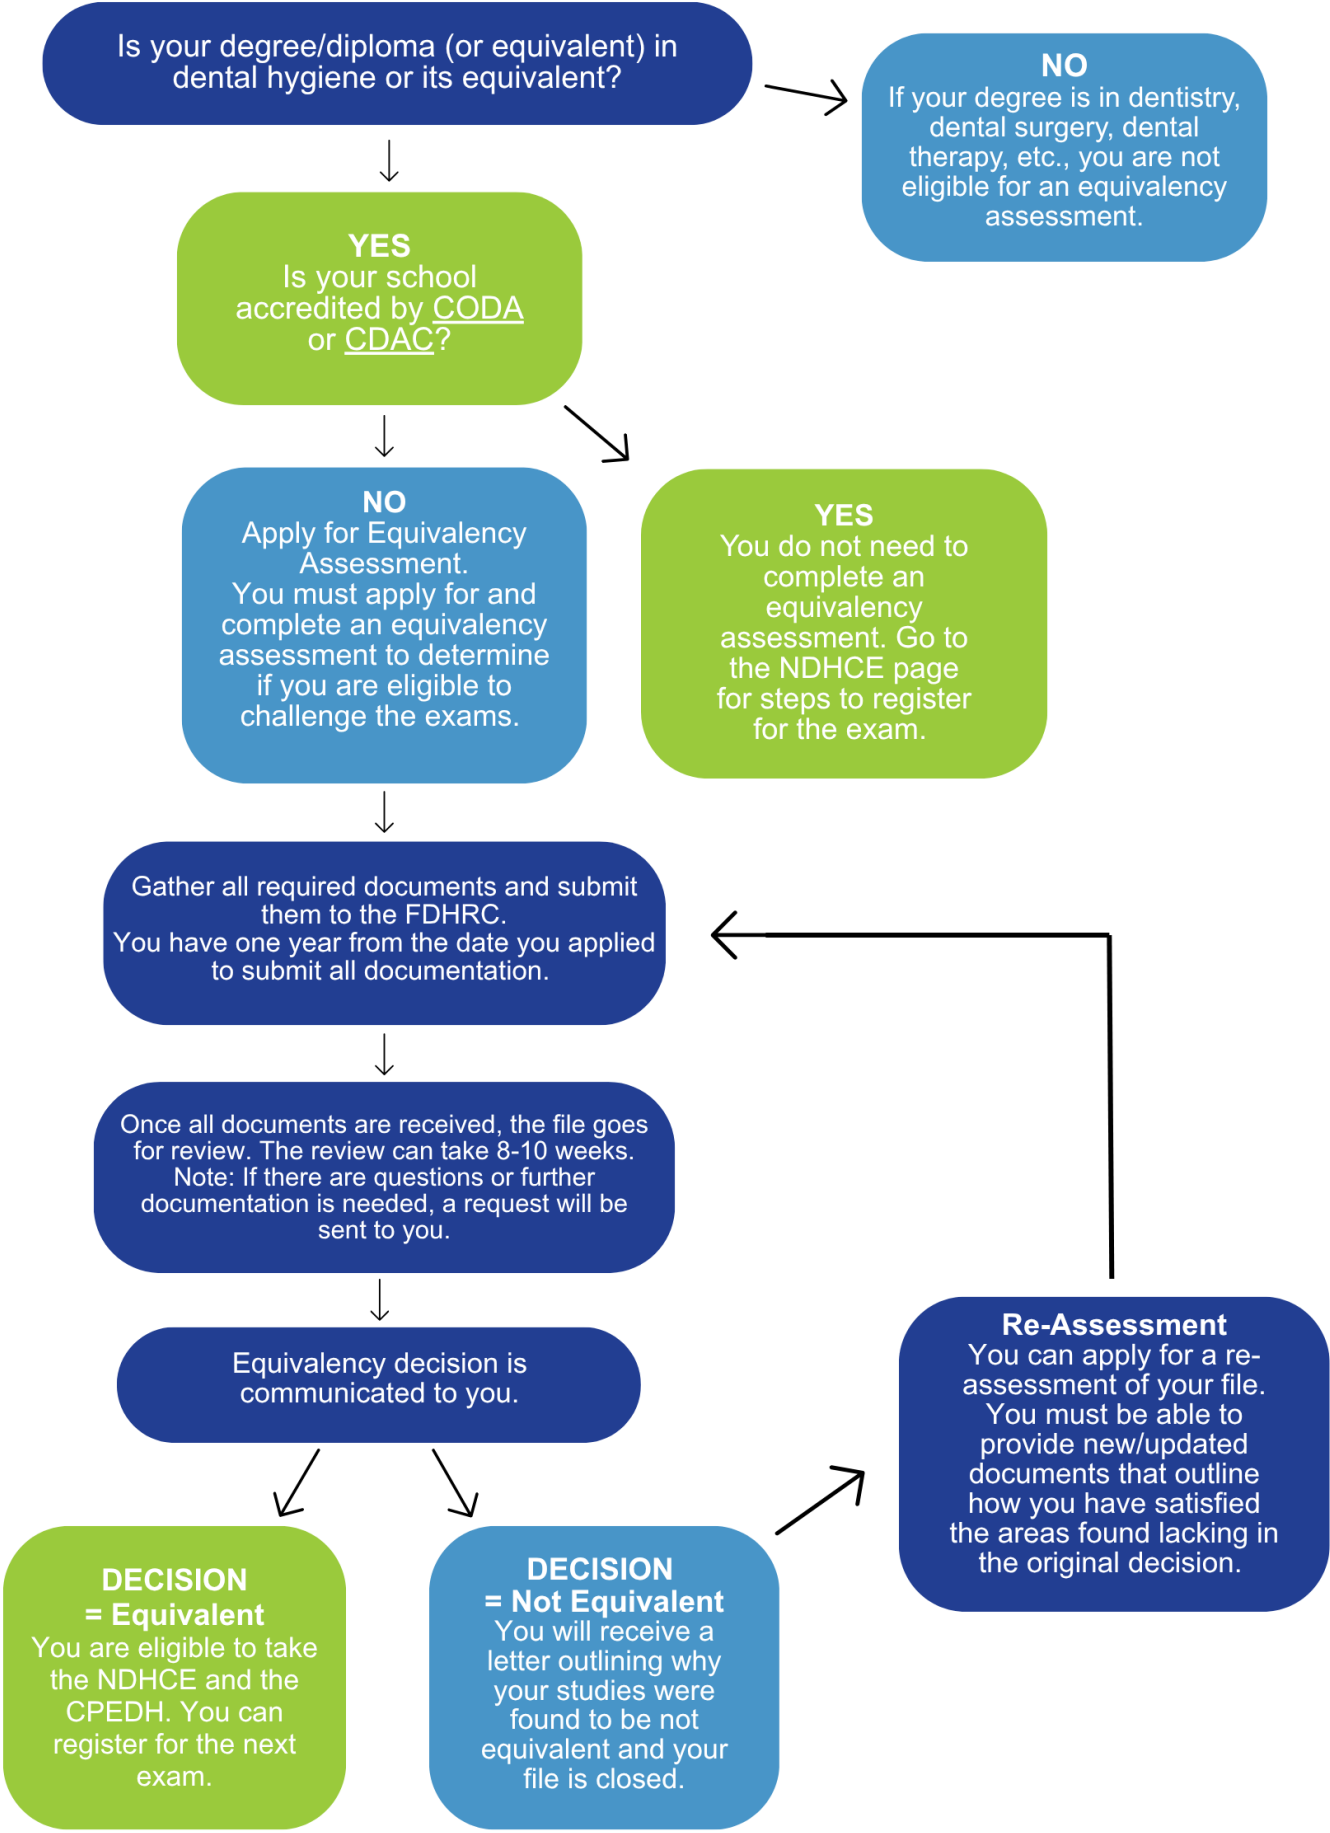 Is your degree/diploma (or equivalent) in
dental hygiene or its equivalent?
NO
If your degree is in dentistry,
dental surgery, dental
therapy, etc., you are not
eligible for an equivalency
assessment.
YES
Is your school
accredited by CODA
or CDAC?
NO
Apply for Equivalency
Assessment.
You must apply for and
complete an equivalency
assessment to determine
if you are eligible to
challenge the exams.
YES
You do not need to
complete an
equivalency
assessment. Go to
the NDHCE page
for steps to register
for the exam.
Gather all required documents and submit
them to the FDHRC.
You have one year from the date you applied
to submit all documentation.
Once all documents are received, the file goes
for review. The review can take 8-10 weeks.
Note: If there are questions or further
documentation is needed, a request will be
sent to you.
Equivalency decision is
communicated to you.
Re-Assessment
You can apply for a re-
assessment of your file.
You must be able to
provide new/updated
documents that outline
how you have satisfied
the areas found lacking in
the original decision.
DECISION
= Equivalent
You are eligible to take
the NDHCE and the
CPEDH. You can
register for the next
exam.
DECISION
= Not Equivalent
You will receive a
letter outlining why
your studies were
found to be not
equivalent and your
file is closed.